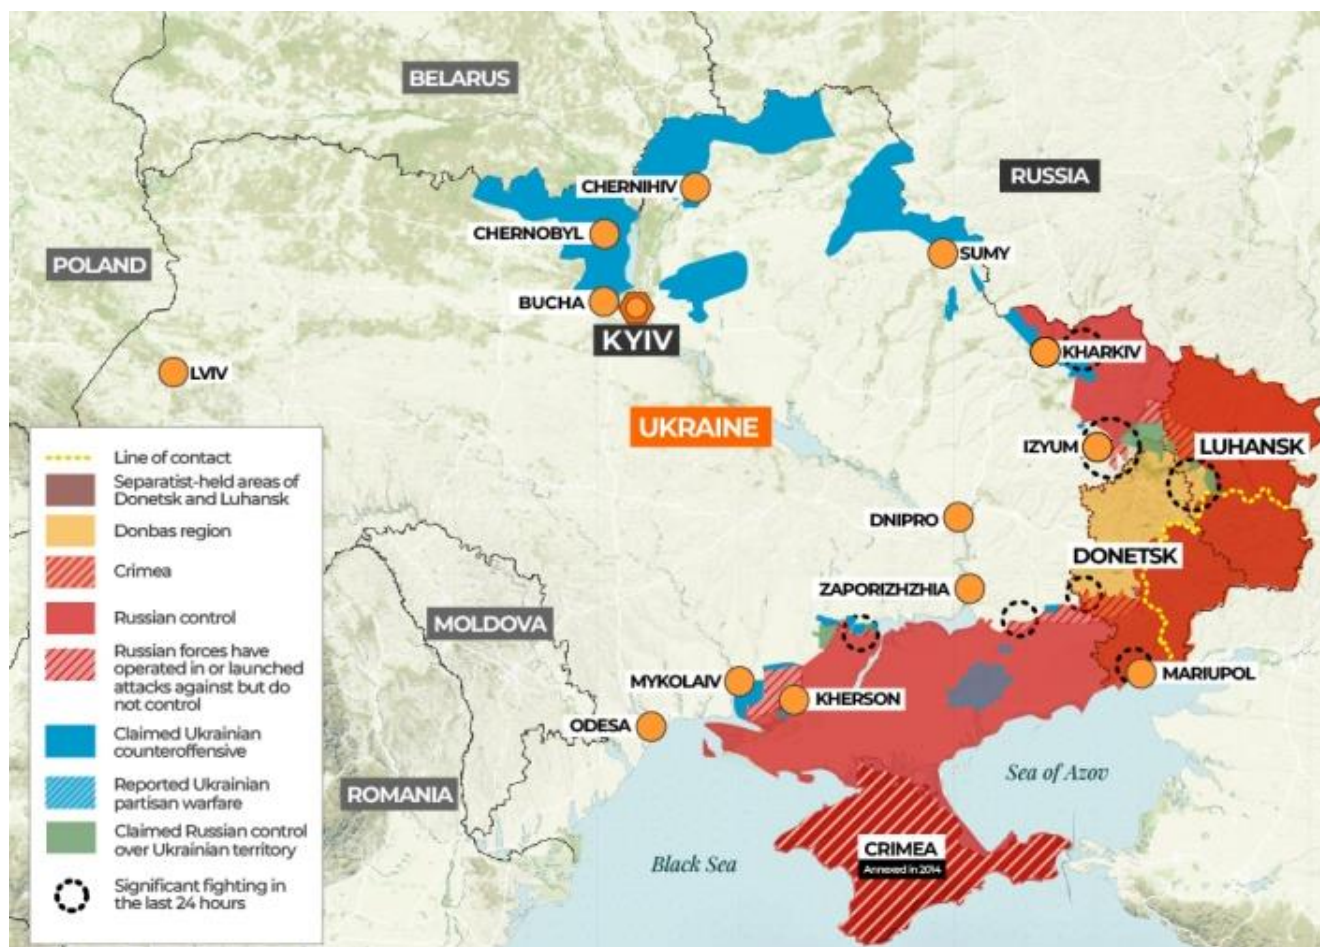 BELARUS
RUSSIA
CHERNIHIV
CHERNOBYL
SUMY
POLAND
BUCHA
KYIV
KHARKIV
LVIV
UKRAINE
IZYUM
LUHANSK
DNIPRO
DONETSK
ZAPORIZHZHIA
MOLDOVA
MARIUPOL
MYKOLAIV
KHERSON
ODESA
Sea of Azov
ROMANIA
CRIMEA
Annexed in 2014
Black Sea
Line of contact
Separatist-held areas of
Donetsk and Luhansk
Donbas region
Crimea
Russian control
Russian forces have
operated in or launched
attacks against but do
not control
Claimed Ukrainian
counteroffensive
Reported Ukrainian
partisan warfare
Claimed Russian control
over Ukrainian territory
Significant fighting in
the last 24 hours